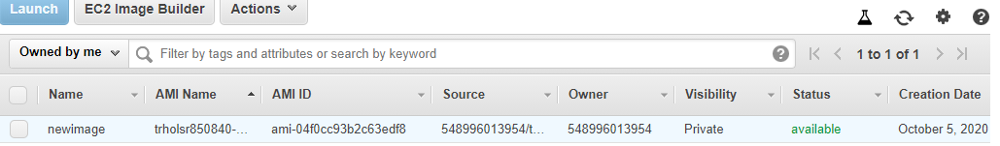 Launch EC2 Image Builder Actions
Owned by me Filter by tags and attributes or search by keyword 1 to 1 of 1
Name AMI Name AMI ID Source Owner Visibility Status Creation Date
newimage trholsr850840-... ami-04f0cc93b2c63edf8 548996013954/t... 548996013954 Private available October 5, 2020